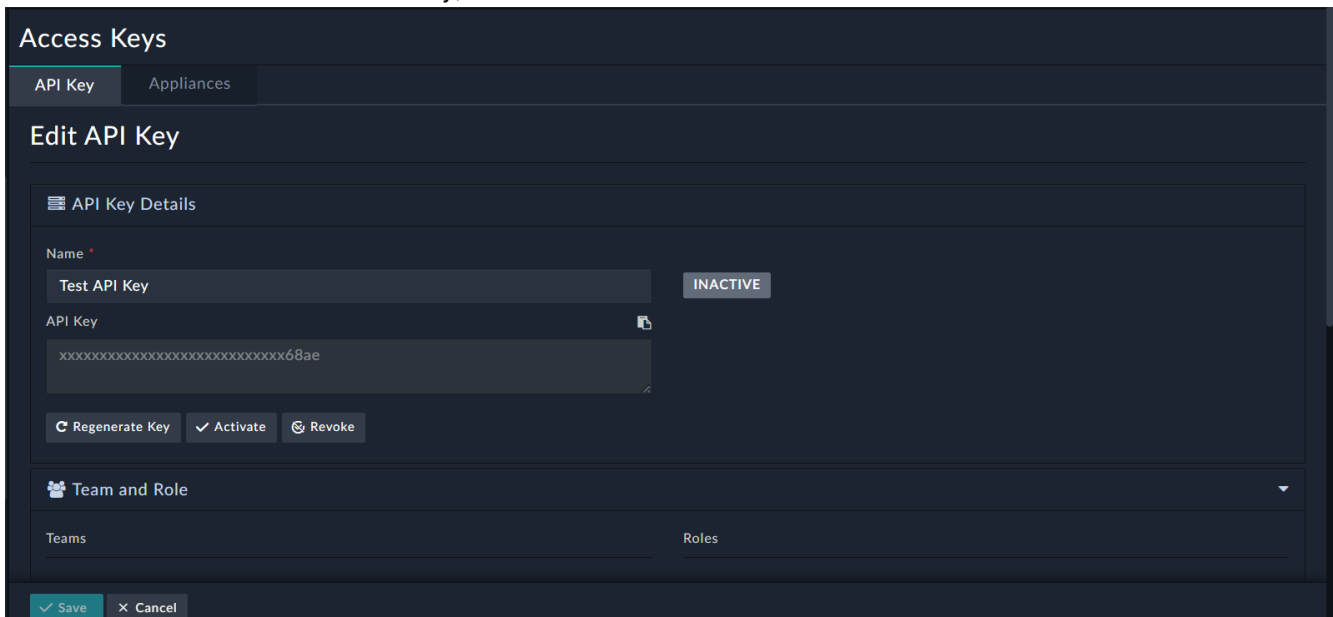 Access Keys
API Key Appliances
Edit API Key
API Key Details
Name *
Test API Key INACTIVE
API Key
xxxxxxxxxxxxxxxxxxxxxxxxxxxx68ae
Regenerate Key Activate Revoke
Team and Role
Teams Roles
Save Cancel